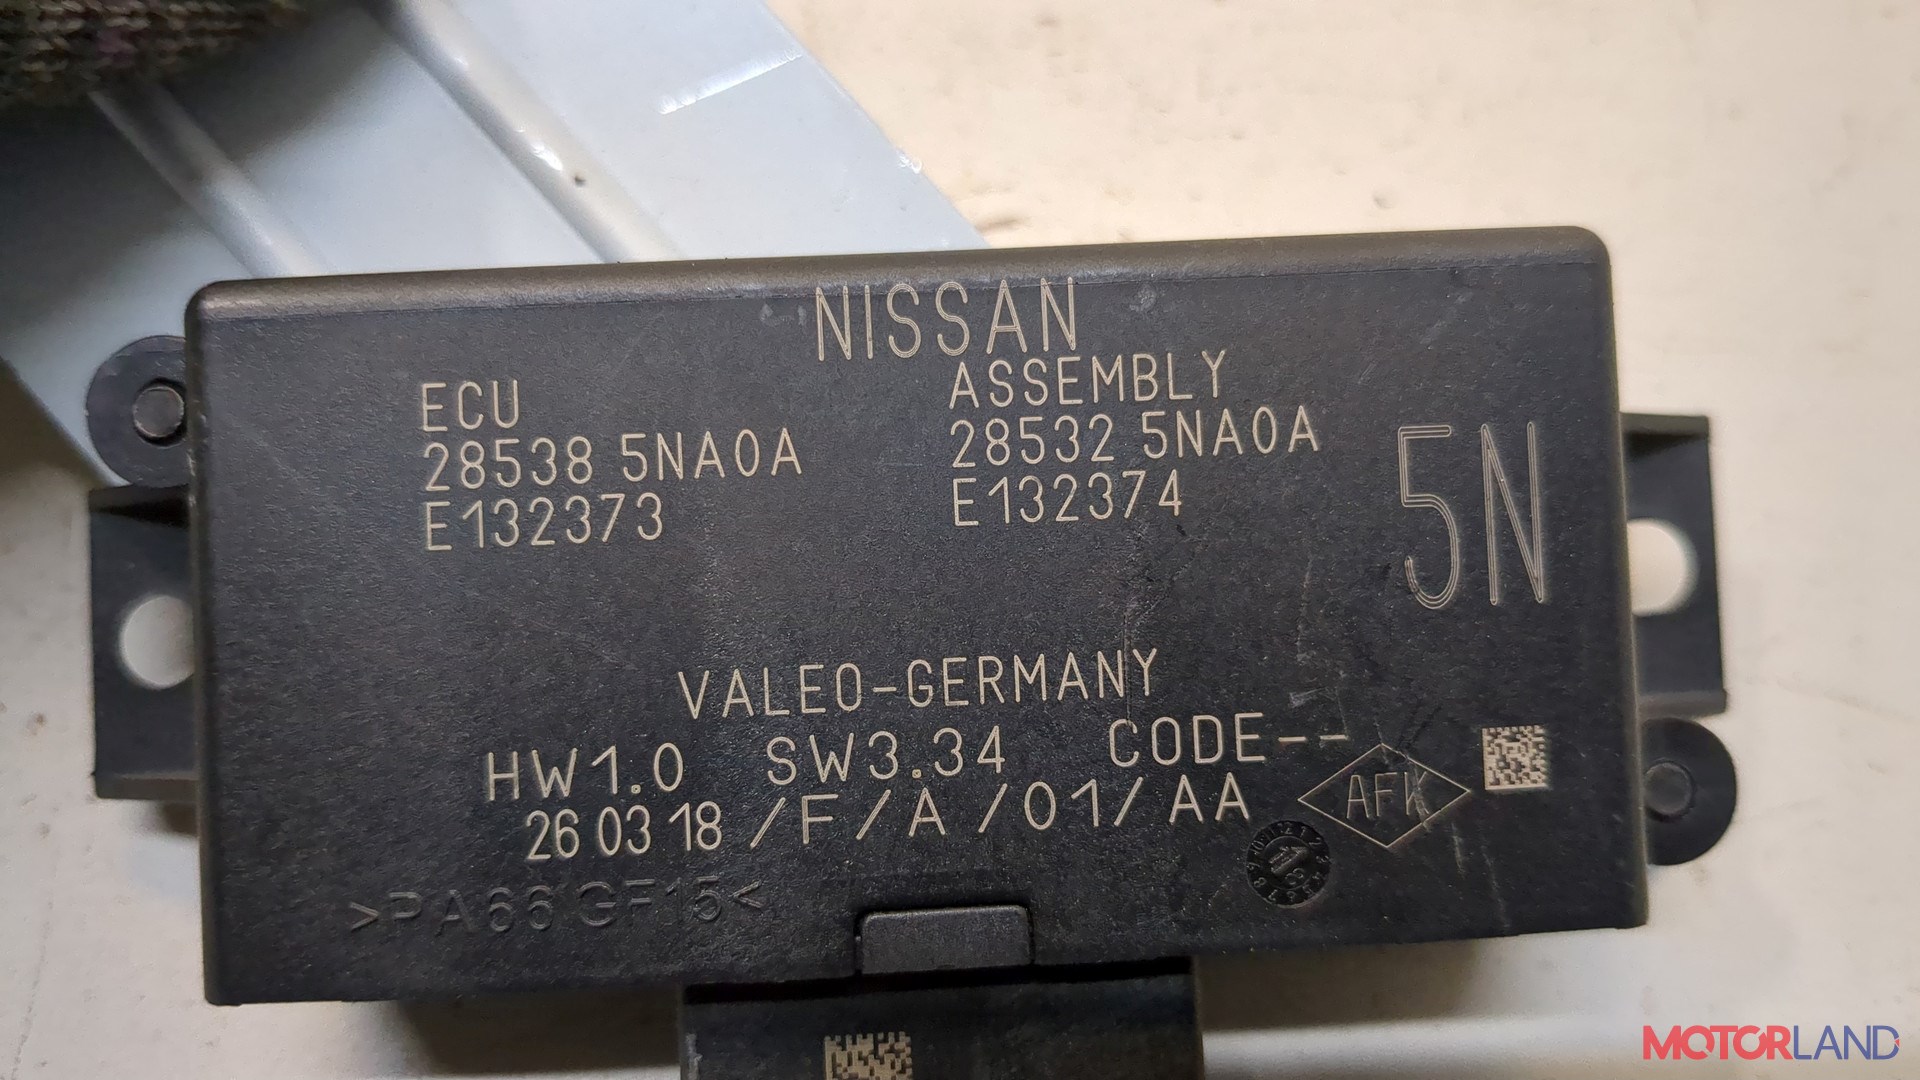 NISSAN
ECU
28538 5NA0A
E132373
ASSEMBLY
28532 5NA0A
E132374
5N
VALEO-GERMANY
HW1.0 SW3.34 CODE--
26 03 18 /F/A/01/AA
AFK
>PA66 GF15<
MOTORLAND